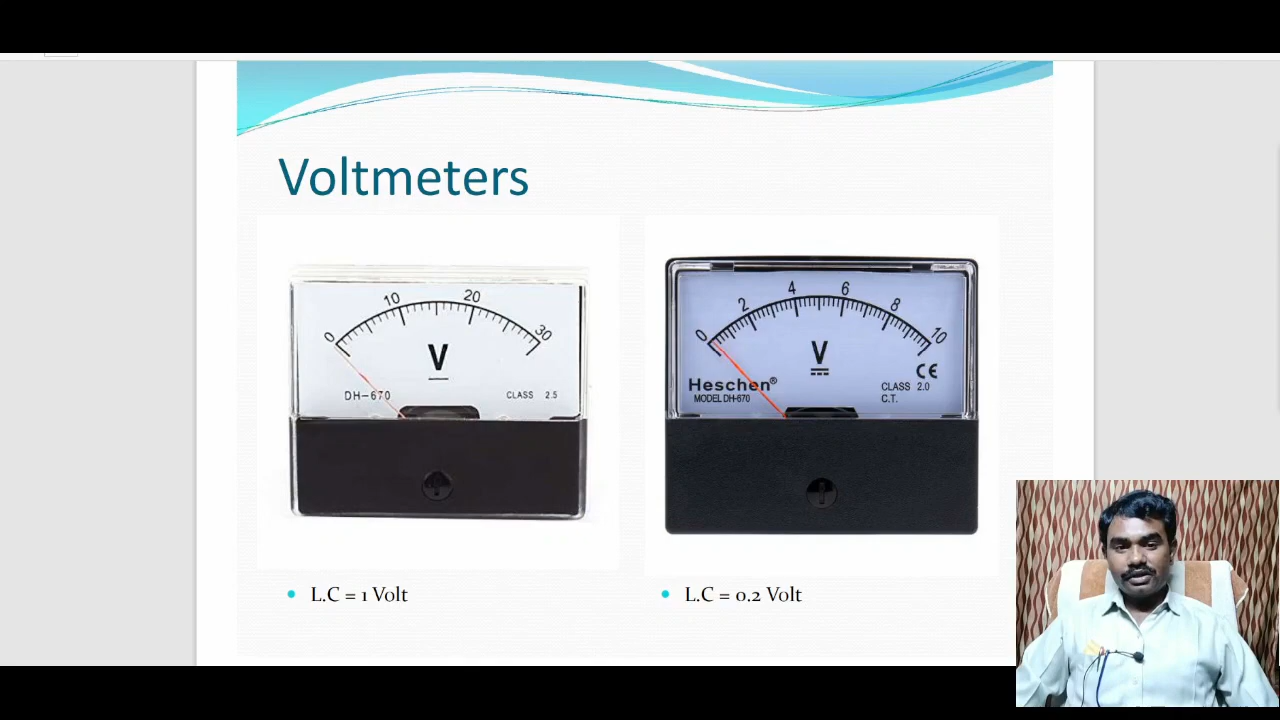 Voltmeters
0 10 20 30
V
DH-670 CLASS 2.5
0 2 4 6 8 10
V
Heschen®
CE
MODEL DH-670
CLASS 2.0
C.T.
• L.C = 1 Volt
• L.C = 0.2 Volt